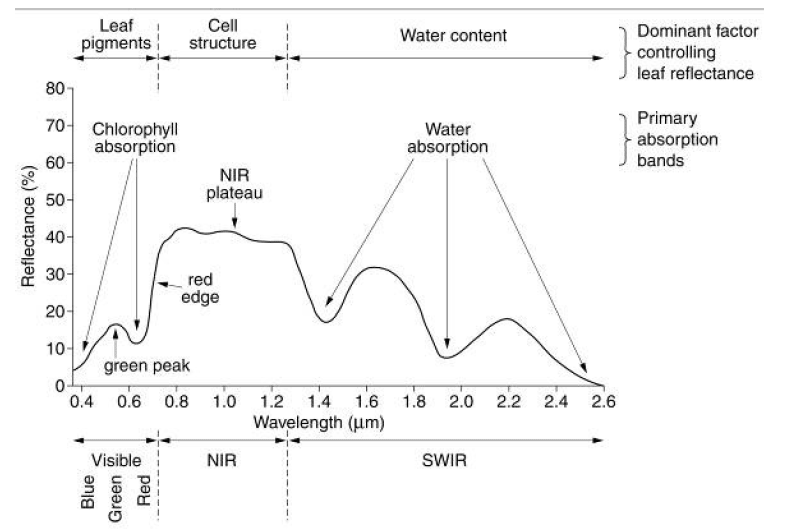 Leaf
pigments
Cell
structure
Water content
Dominant factor
controlling
leaf reflectance
Primary
absorption
bands
80
70
60
50
40
30
20
10
0
Reflectance (%)
Chlorophyll
absorption
NIR
plateau
Water
absorption
red
edge
green peak
0.4 0.6 0.8 1.0 1.2 1.4 1.6 1.8 2.0 2.2 2.4 2.6
Wavelength (μm)
Visible
NIR
SWIR
Blue
Green
Red